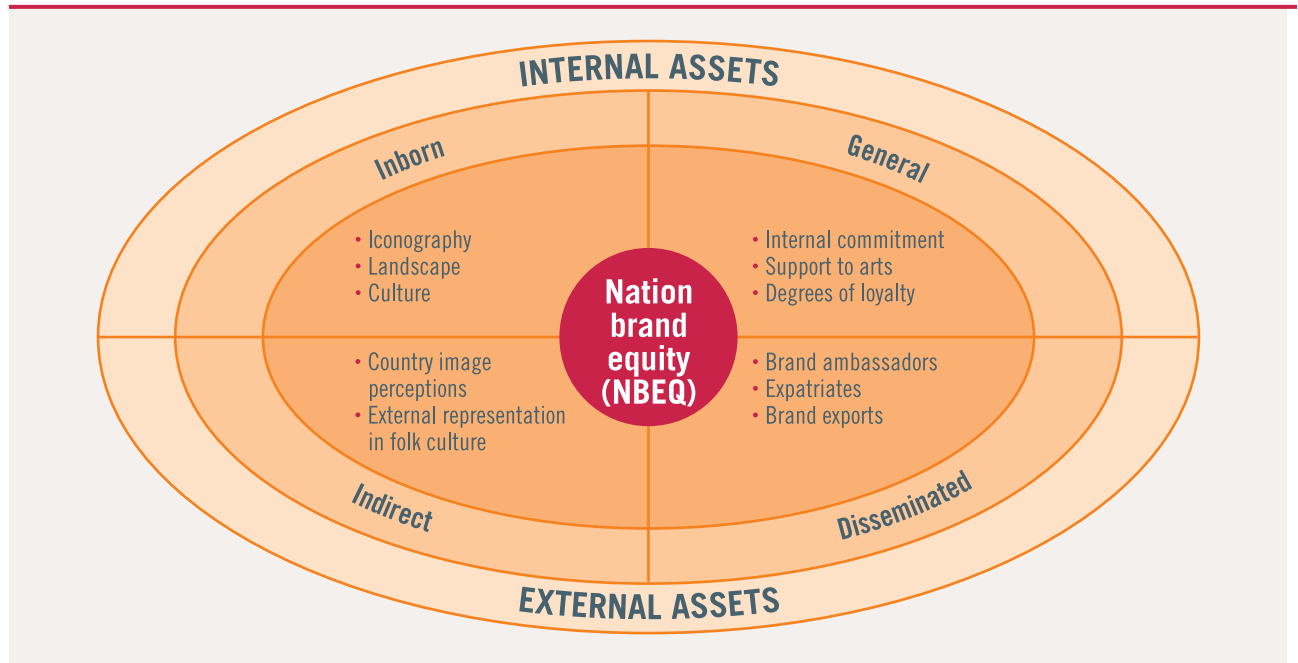 INTERNAL ASSETS
Inborn
General
• Iconography
• Landscape
• Culture
• Internal commitment
• Support to arts
• Degrees of loyalty
Nation
brand
equity
(NBEQ)
• Country image
perceptions
• External representation
in folk culture
• Brand ambassadors
• Expatriates
• Brand exports
Indirect
Disseminated
EXTERNAL ASSETS